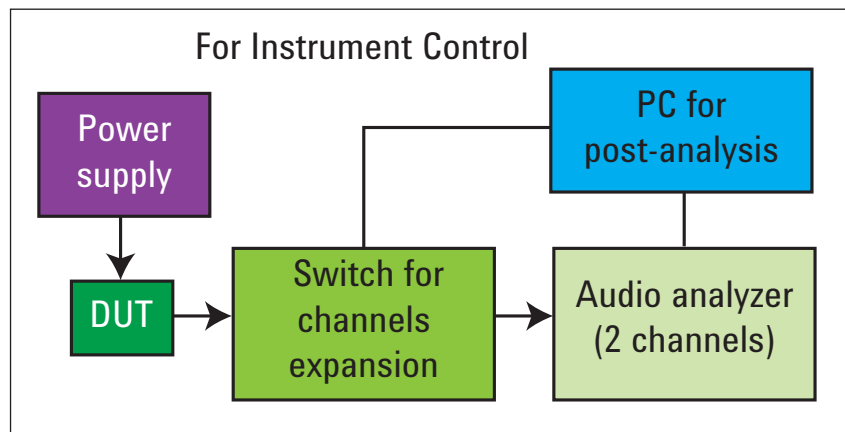 For Instrument Control
Power
supply
PC for
post-analysis
DUT
Switch for
channels
expansion
Audio analyzer
(2 channels)